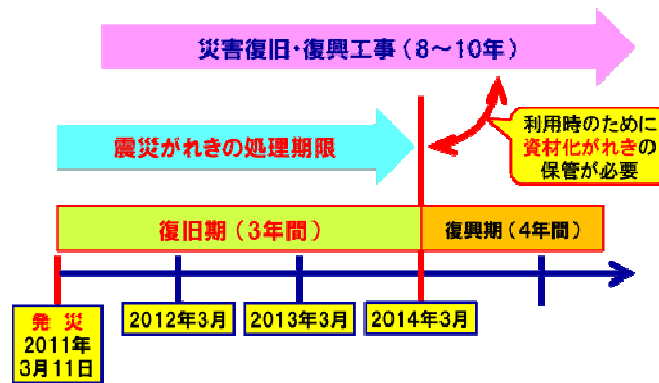 災害復旧・復興工事（8～10年）
震災がれきの処理期限
利用時のために
資材化がれきの
保管が必要
復旧期（3年間）
復興期（4年間）
発 災
2011年
3月11日
2012年3月
2013年3月
2014年3月